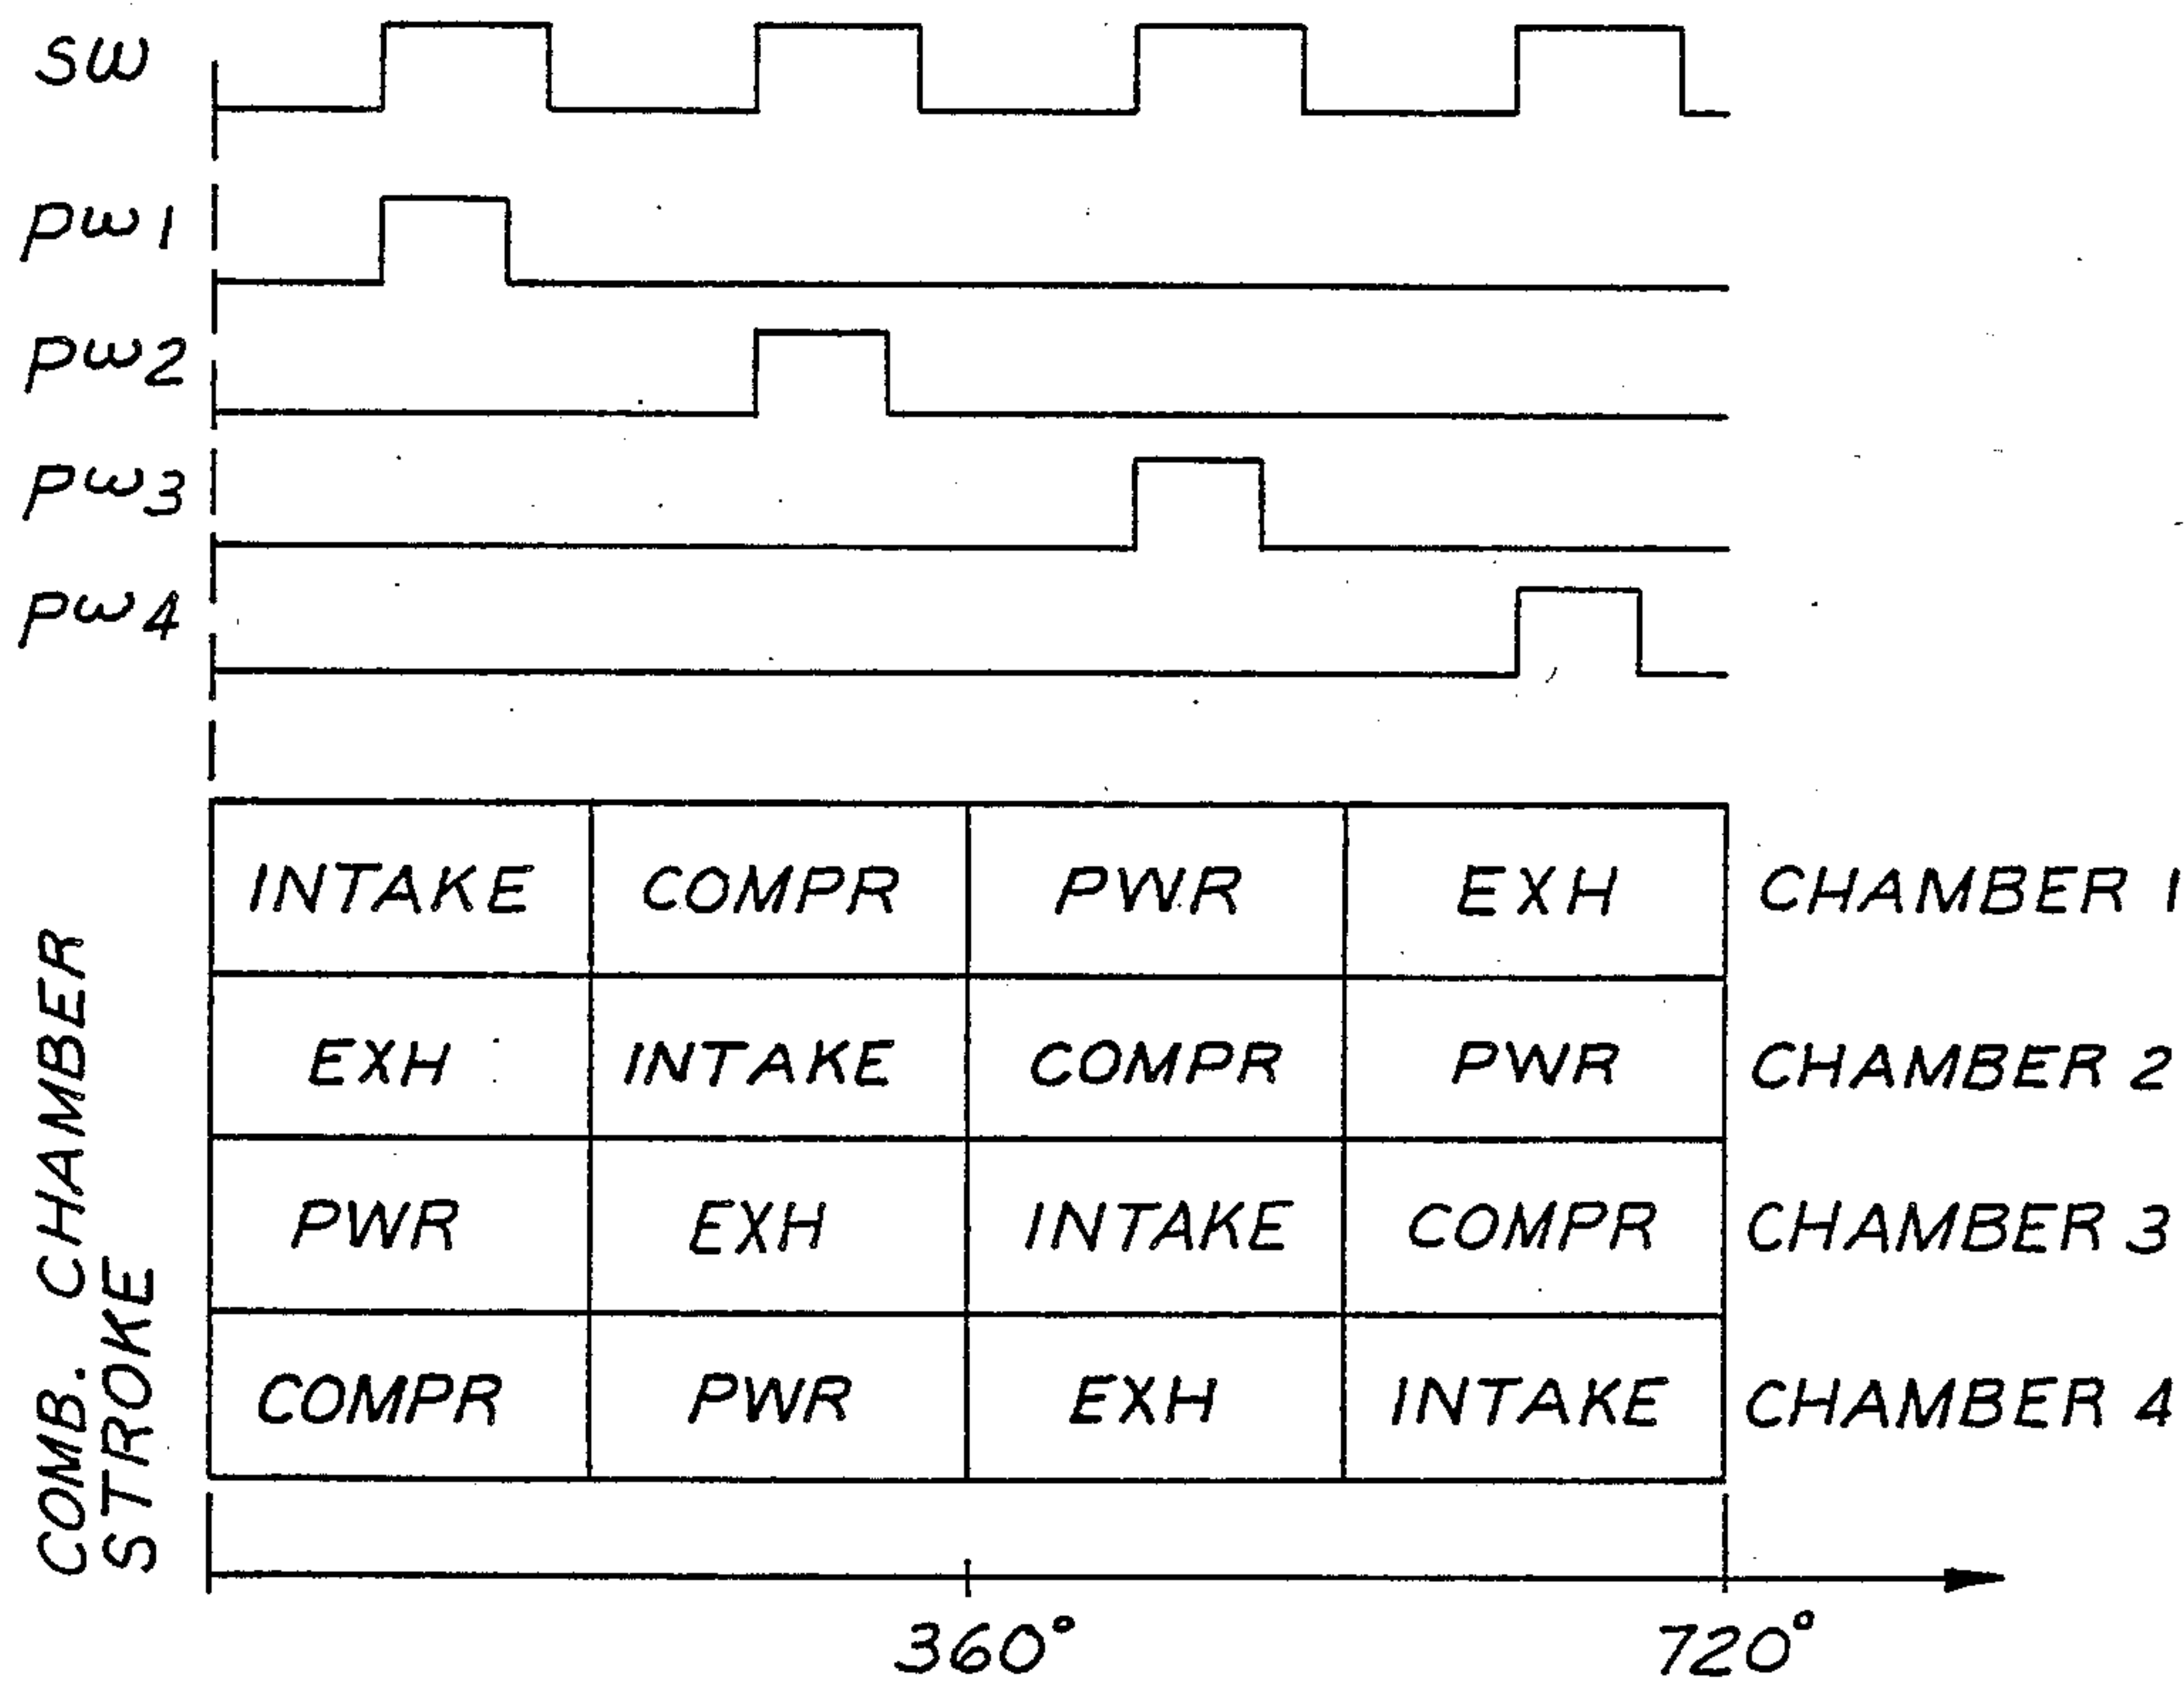 SW
PW1
PW2
PW3
PW4
INTAKE COMPR PWR EXH CHAMBER 1
EXH INTAKE COMPR PWR CHAMBER 2
PWR EXH INTAKE COMPR CHAMBER 3
COMPR PWR EXH INTAKE CHAMBER 4
COMB. CHAMBER
STROKE
360° 720°